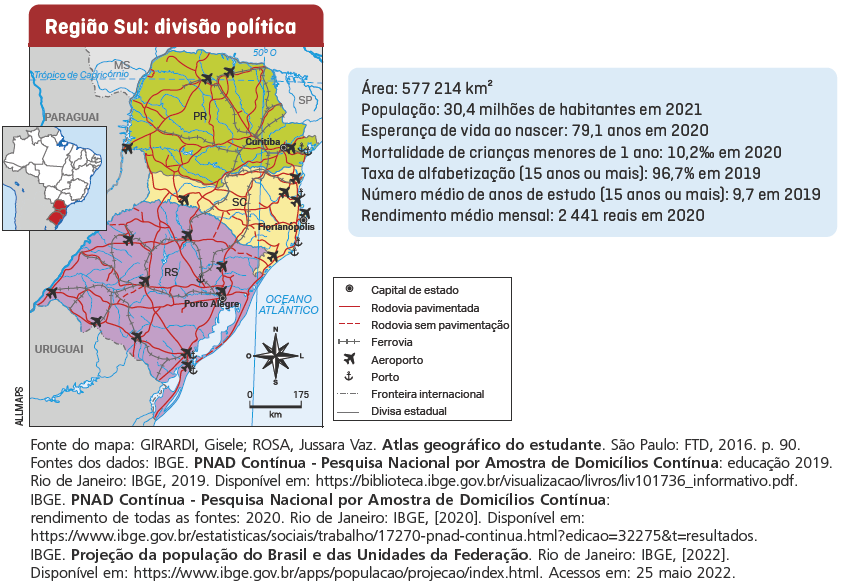 Região Sul: divisão política
50º O
MS
Trópico de Capricórnio
SP
PARAGUAI
PR
Curitiba
SC
Florianópolis
RS
Porto Alegre
OCEANO
ATLÂNTICO
URUGUAI
N
O
L
S
0 175
km
ALLMAPS
Área: 577 214 km²
População: 30,4 milhões de habitantes em 2021
Esperança de vida ao nascer: 79,1 anos em 2020
Mortalidade de crianças menores de 1 ano: 10,2‰ em 2020
Taxa de alfabetização (15 anos ou mais): 96,7% em 2019
Número médio de anos de estudo (15 anos ou mais): 9,7 em 2019
Rendimento médio mensal: 2 441 reais em 2020
Capital de estado
Rodovia pavimentada
Rodovia sem pavimentação
Ferrovia
Aeroporto
Porto
Fronteira internacional
Divisa estadual
Fonte do mapa: GIRARDI, Gisele; ROSA, Jussara Vaz. Atlas geográfico do estudante. São Paulo: FTD, 2016. p. 90.
Fontes dos dados: IBGE. PNAD Contínua - Pesquisa Nacional por Amostra de Domicílios Contínua: educação 2019.
Rio de Janeiro: IBGE, 2019. Disponível em: https://biblioteca.ibge.gov.br/visualizacao/livros/liv101736_informativo.pdf.
IBGE. PNAD Contínua - Pesquisa Nacional por Amostra de Domicílios Contínua:
rendimento de todas as fontes: 2020. Rio de Janeiro: IBGE, [2020]. Disponível em:
https://www.ibge.gov.br/estatisticas/sociais/trabalho/17270-pnad-continua.html?edicao=32275&t=resultados.
IBGE. Projeção da população do Brasil e das Unidades da Federação. Rio de Janeiro: IBGE, [2022].
Disponível em: https://www.ibge.gov.br/apps/populacao/projecao/index.html. Acessos em: 25 maio 2022.